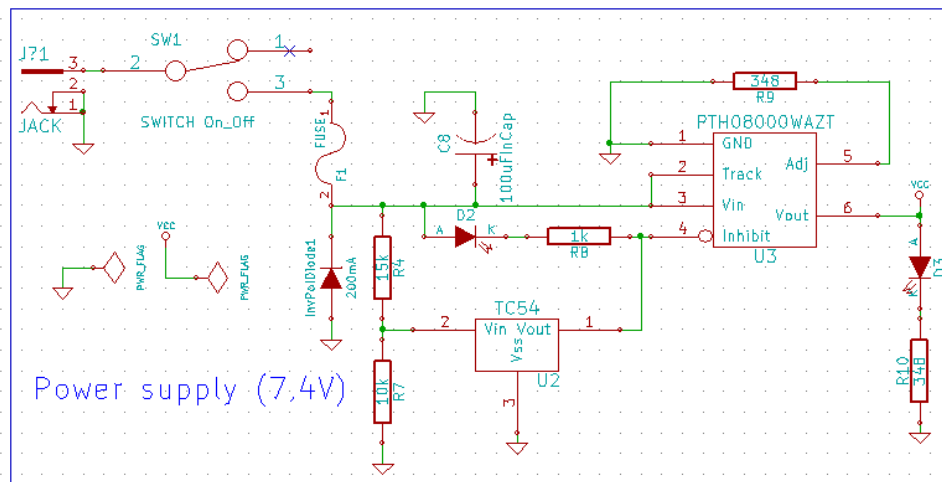 SW1
1
J?1
3
2
2
3
1
JACK
SWITCH On_Off
1
FUSE
F1
2
C8
100uFInCap
348
R9
PTH08000WAZT
1
GND
2
Track
Adj
5
3
Vin
Vout
6
VCC
4
Inhibit
U3
D2
A
K
1k
R8
A
D3
K
VCC
PWR_FLAG
PWR_FLAG
InvPolDiode1
200mA
15k
R4
TC54
2
Vin
Vout
1
Vss
U2
3
10k
R7
R10
348
Power supply (7,4V)